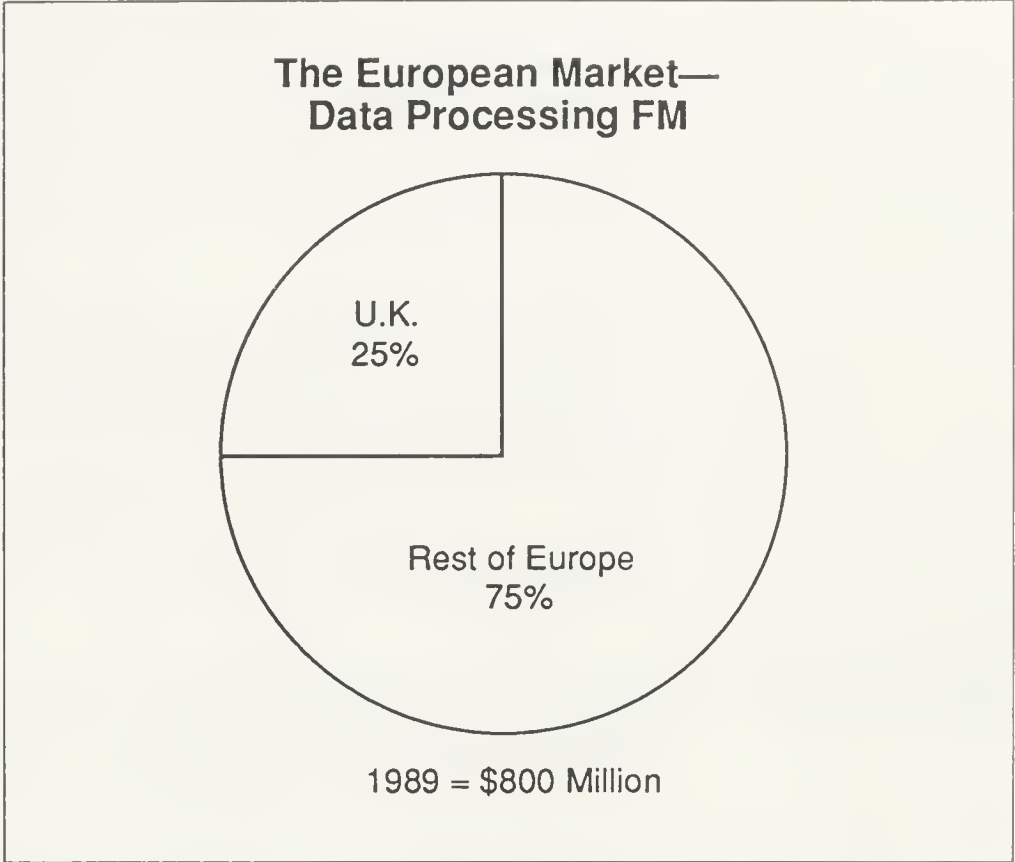 The European Market—
Data Processing FM
U.K.
25%
Rest of Europe
75%
1989 = $800 Million